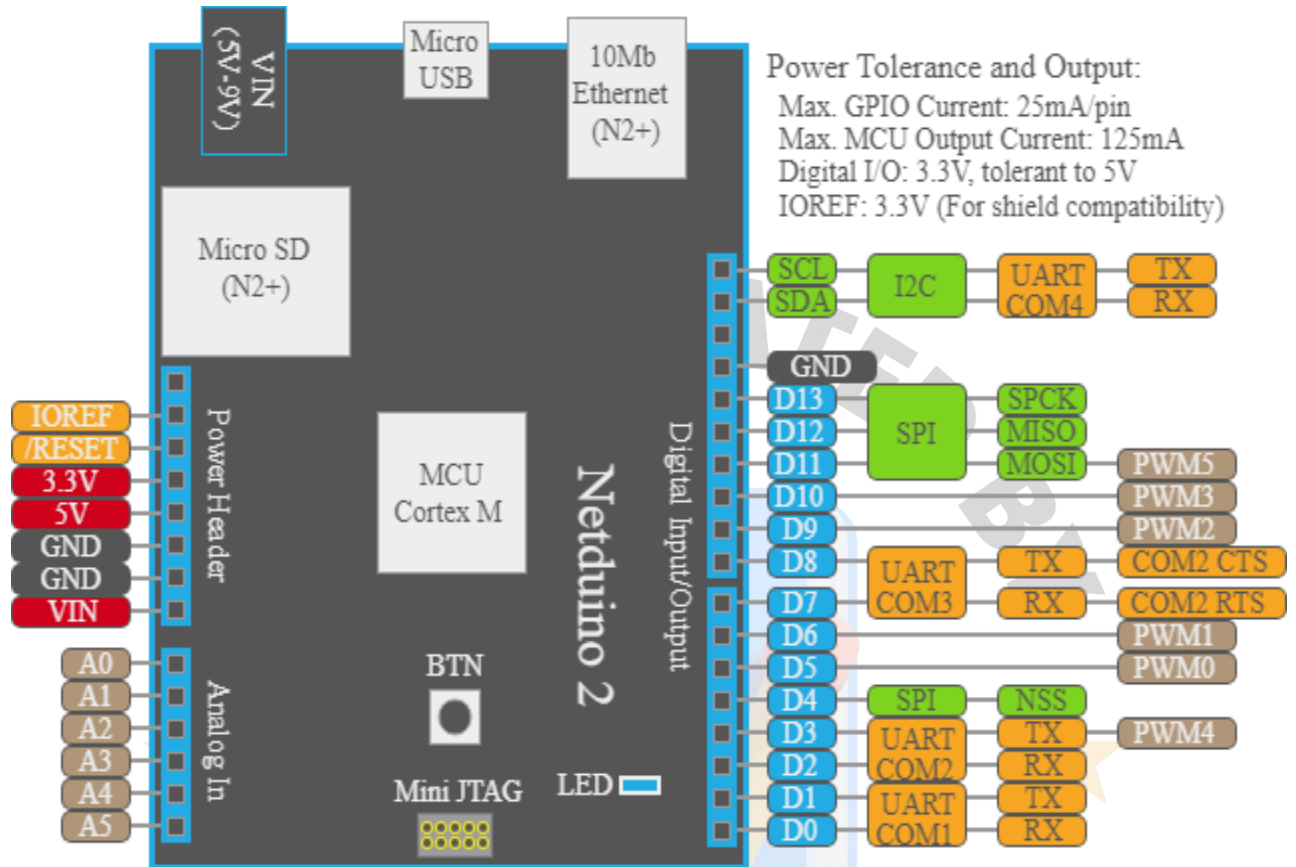 VIN
(5V-9V)
Micro
USB
10Mb
Ethernet
(N2+)
Power Tolerance and Output:
Max. GPIO Current: 25mA/pin
Max. MCU Output Current: 125mA
Digital I/O: 3.3V, tolerant to 5V
IOREF: 3.3V (For shield compatibility)
Micro SD
(N2+)
IOREF
/RESET
3.3V
5V
GND
GND
VIN
Power Header
A0
A1
A2
A3
A4
A5
Analog In
MCU
Cortex M
Netduino 2
BTN
Mini JTAG
LED
Digital Input/Output
SCL I2C UART TX
SDA COM4 RX
GND
D13 SPCK
D12 SPI MISO
D11 MOSI PWM5
D10 PWM3
D9 PWM2
D8 UART TX COM2 CTS
D7 COM3 RX COM2 RTS
D6 PWM1
D5 PWM0
D4 SPI NSS
D3 UART TX PWM4
D2 COM2 RX
D1 UART TX
D0 COM1 RX
BY